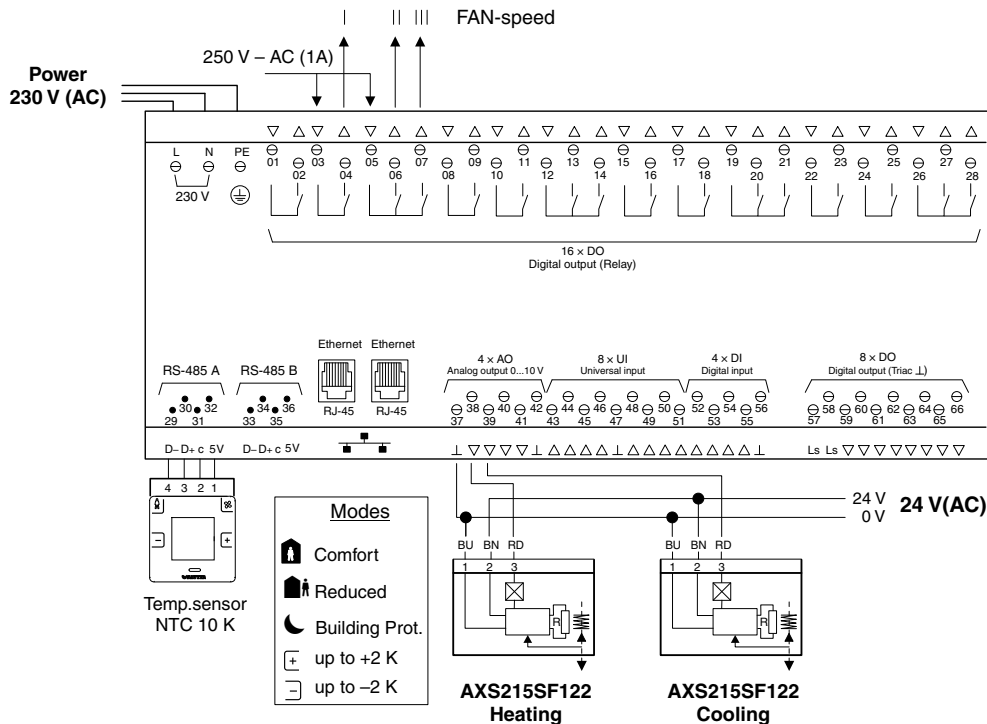 I II III FAN-speed
250 V – AC (1A)
Power
230 V (AC)
L N PE
230 V
01 02 03 04 05 06 07 08 09 10 11 12 13 14 15 16 17 18 19 20 21 22 23 24 25 26 27 28
16 × DO
Digital output (Relay)
Ethernet Ethernet
RJ-45 RJ-45
RS-485 A RS-485 B
30 32 34 36
29 31 33 35
D– D+ c 5V D– D+ c 5V
4 × AO
Analog output 0...10 V
8 × UI
Universal input
4 × DI
Digital input
8 × DO
Digital output (Triac ⊥)
38 40 42 44 46 48 50 52 54 56 58 60 62 64 66
37 39 41 43 45 47 49 51 53 55 57 59 61 63 65
Ls Ls
4 3 2 1
SAUTER
Temp.sensor
NTC 10 K
Modes
Comfort
Reduced
Building Prot.
+ up to +2 K
– up to –2 K
24 V
0 V
24 V(AC)
BU BN RD
1 2 3
R
AXS215SF122
Heating
BU BN RD
1 2 3
R
AXS215SF122
Cooling